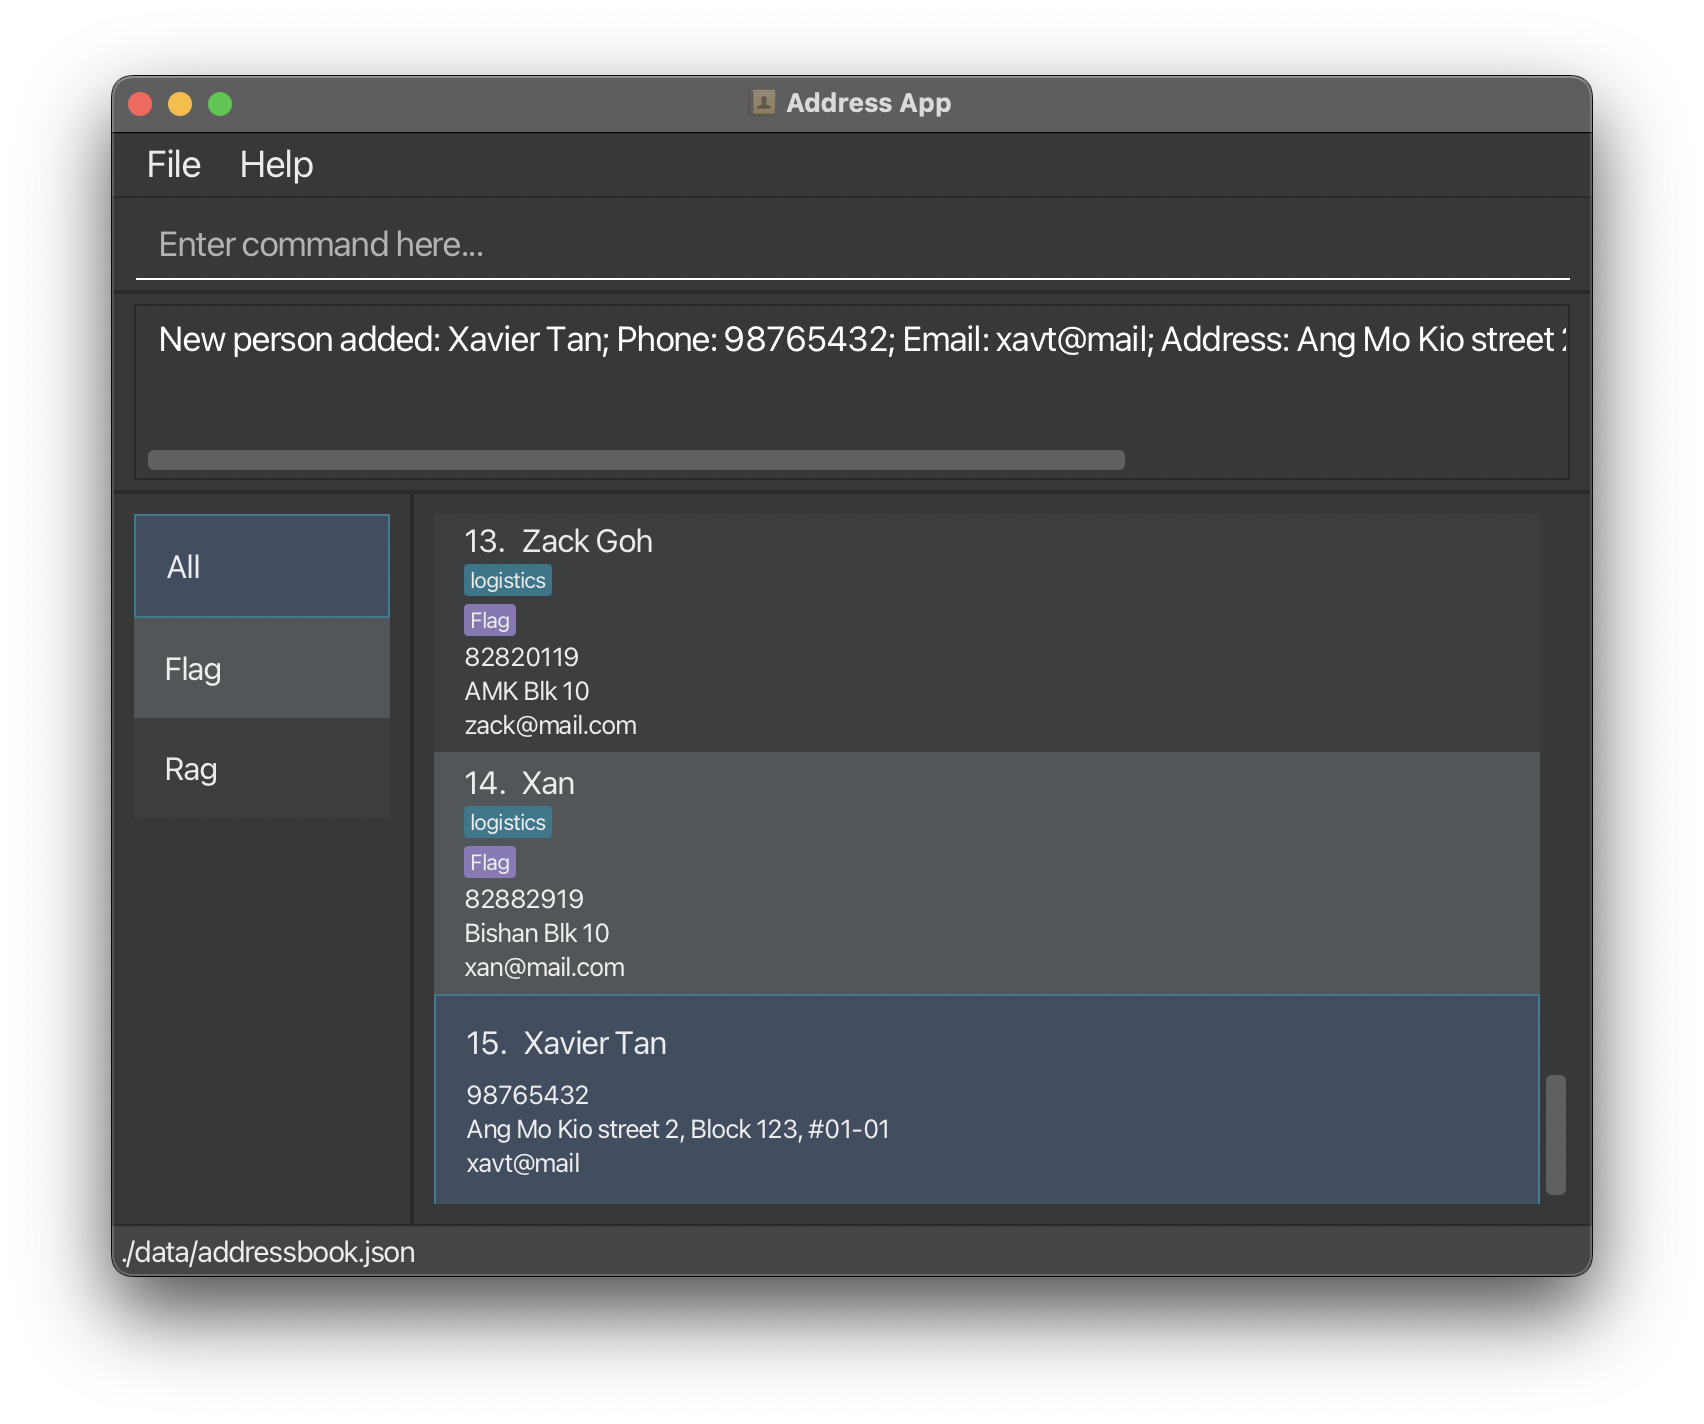 Address App
File Help
Enter command here...
New person added: Xavier Tan; Phone: 98765432; Email: xavt@mail; Address: Ang Mo Kio street
All
Flag
Rag
13. Zack Goh
logistics
Flag
82820119
AMK Blk 10
zack@mail.com
14. Xan
logistics
Flag
82882919
Bishan Blk 10
xan@mail.com
15. Xavier Tan
98765432
Ang Mo Kio street 2, Block 123, #01-01
xavt@mail
./data/addressbook.json